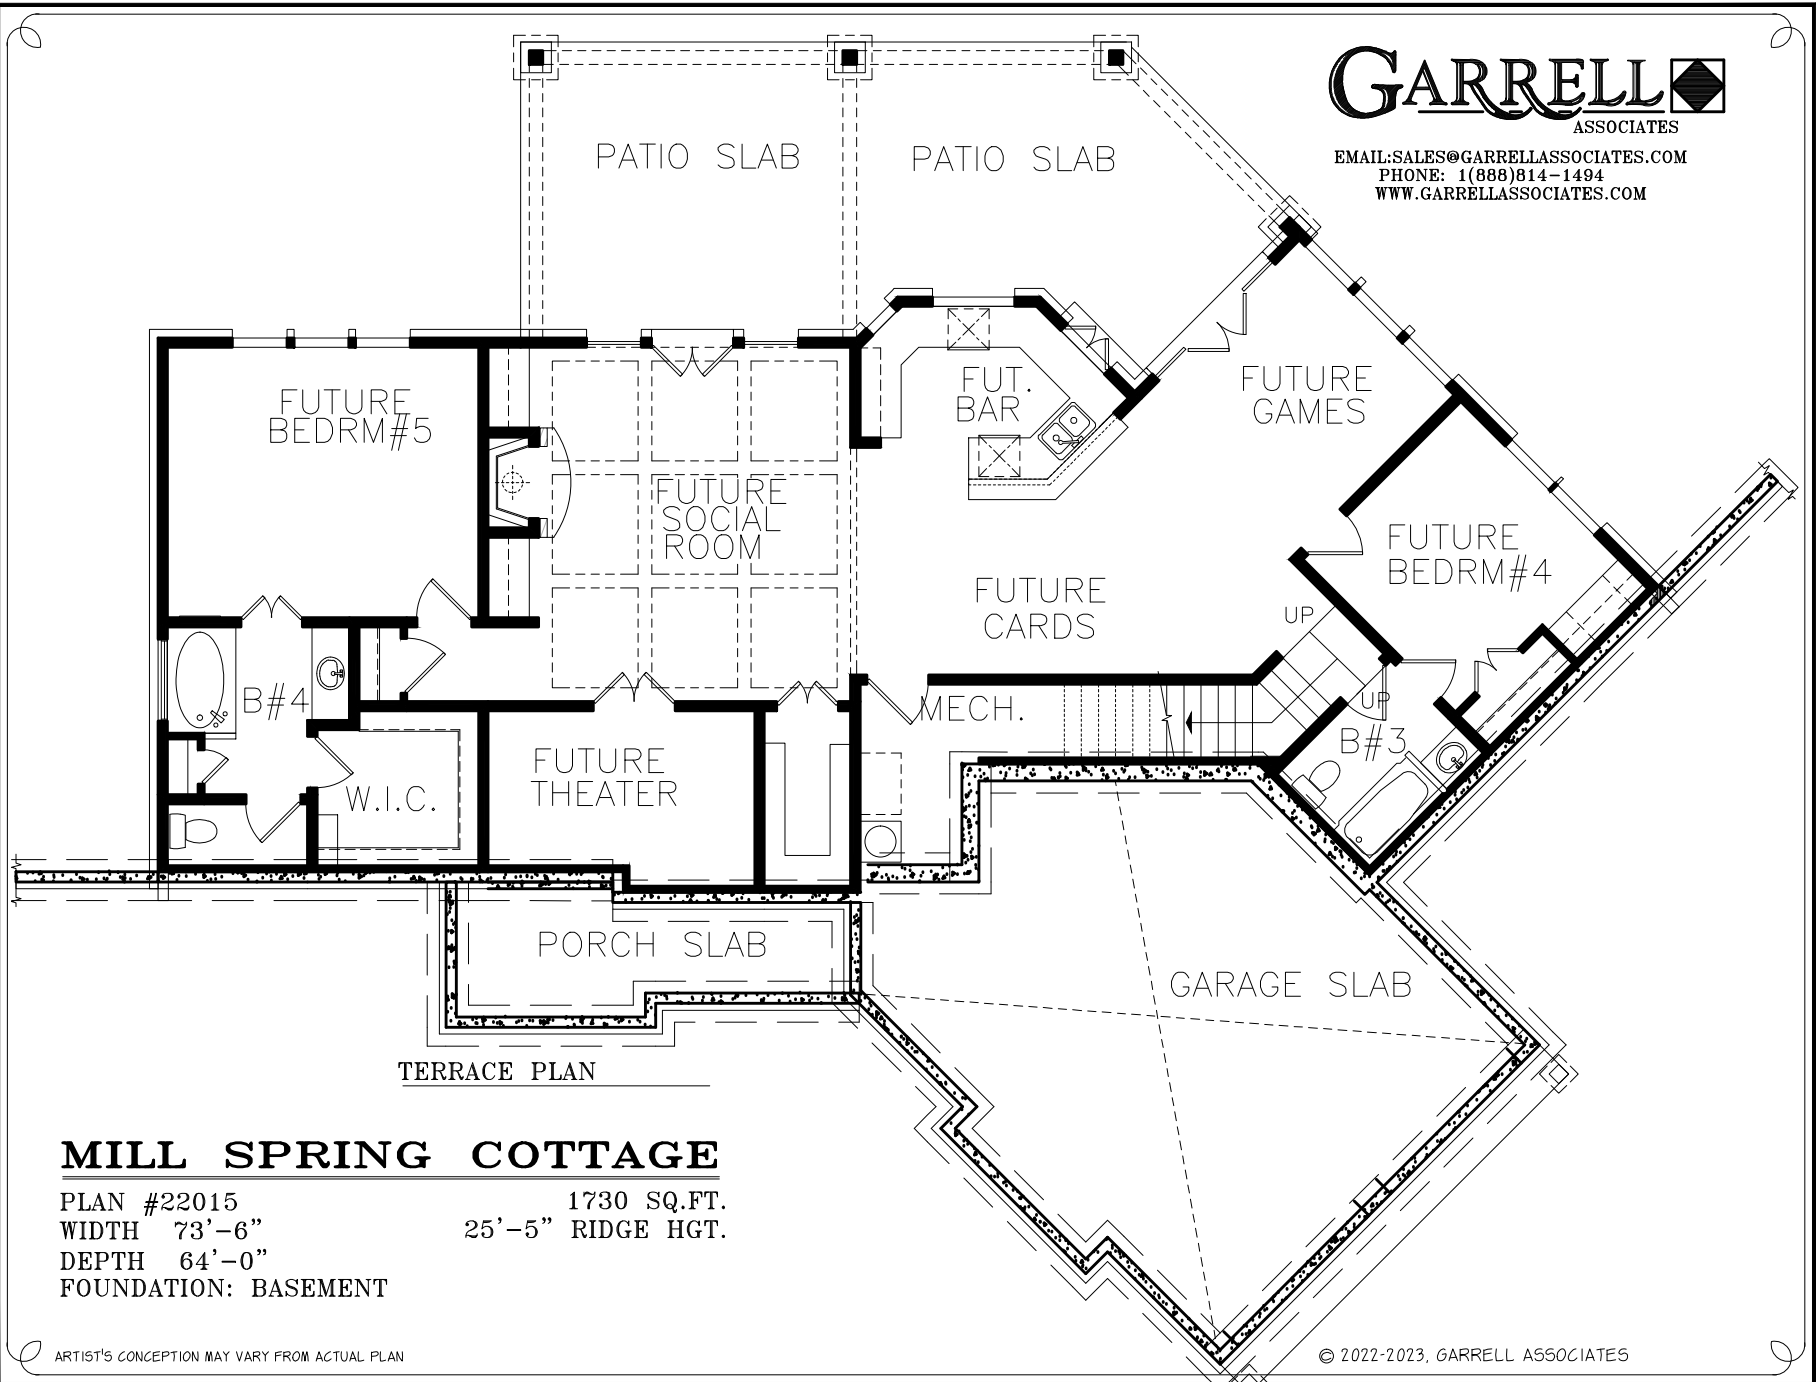 GARRELL
ASSOCIATES
EMAIL:SALES@GARRELLASSOCIATES.COM
PHONE: 1(888)814-1494
WWW.GARRELLASSOCIATES.COM
PATIO SLAB
PATIO SLAB
FUTURE
BEDRM#5
FUT.
BAR
FUTURE
GAMES
FUTURE
SOCIAL
ROOM
FUTURE
BEDRM#4
FUTURE
CARDS
UP
UP
B#4
MECH.
B#3
FUTURE
THEATER
W.I.C.
PORCH SLAB
GARAGE SLAB
TERRACE PLAN
MILL SPRING COTTAGE
PLAN #22015 1730 SQ.FT.
WIDTH 73'-6" 25'-5" RIDGE HGT.
DEPTH 64'-0"
FOUNDATION: BASEMENT
ARTIST'S CONCEPTION MAY VARY FROM ACTUAL PLAN
© 2022-2023, GARRELL ASSOCIATES